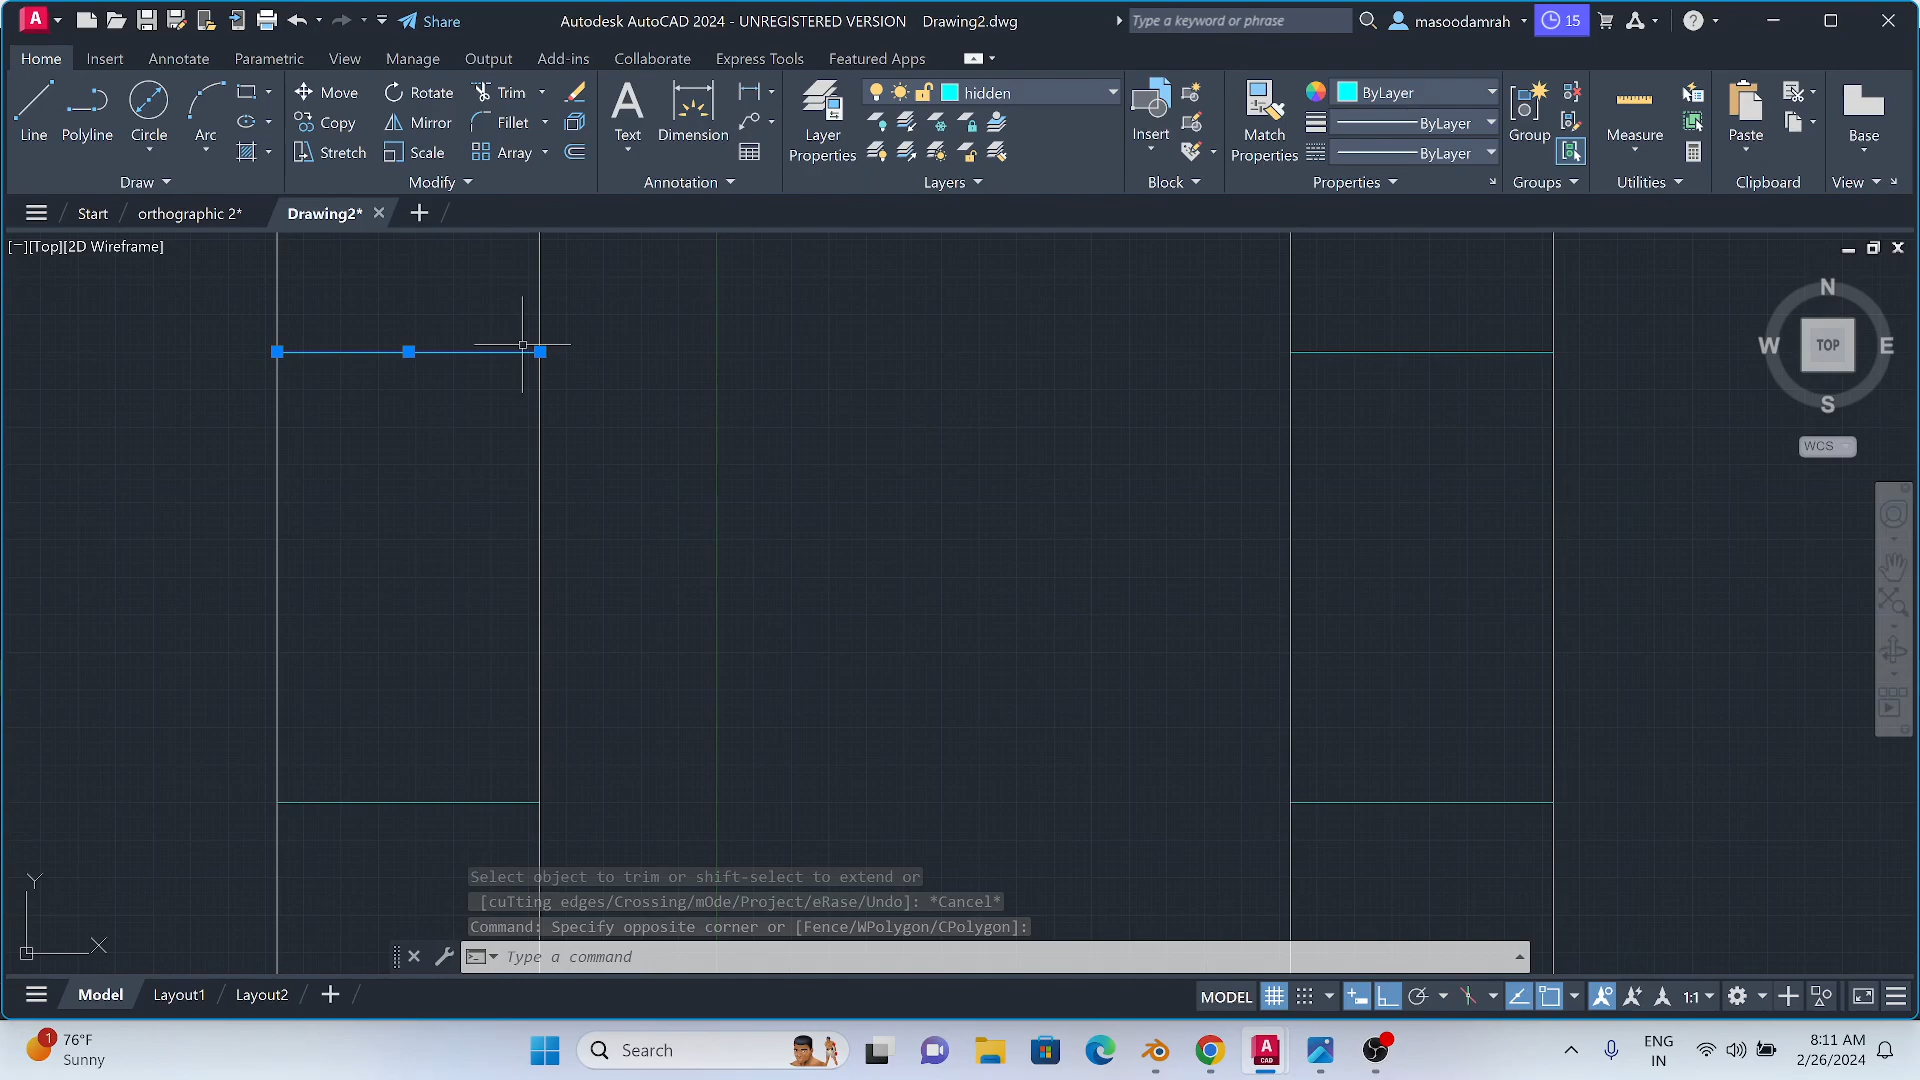 Share
Autodesk AutoCAD 2024 - UNREGISTERED VERSION Drawing2.dwg
Type a keyword or phrase
masoodamrah
15
Home Insert Annotate Parametric View Manage Output Add-ins Collaborate Express Tools Featured Apps
Line Polyline Circle Arc
Move Rotate Trim
Copy Mirror Fillet
Stretch Scale Array
Text Dimension
Layer Properties
hidden
Insert
Match Properties
ByLayer
ByLayer
ByLayer
Group
Measure
Paste
Base
Draw Modify Annotation Layers Block Properties Groups Utilities Clipboard View
Start orthographic 2* Drawing2*
[−][Top][2D Wireframe]
N
W TOP E
S
WCS
Y
X
Select object to trim or shift-select to extend or
[cuTting edges/Crossing/mOde/Project/eRase/Undo]: *Cancel*
Command: Specify opposite corner or [Fence/WPolygon/CPolygon]:
Type a command
Model Layout1 Layout2
MODEL 1:1
1
76°F
Sunny
Search
A
CAD
ENG
IN
8:11 AM
2/26/2024